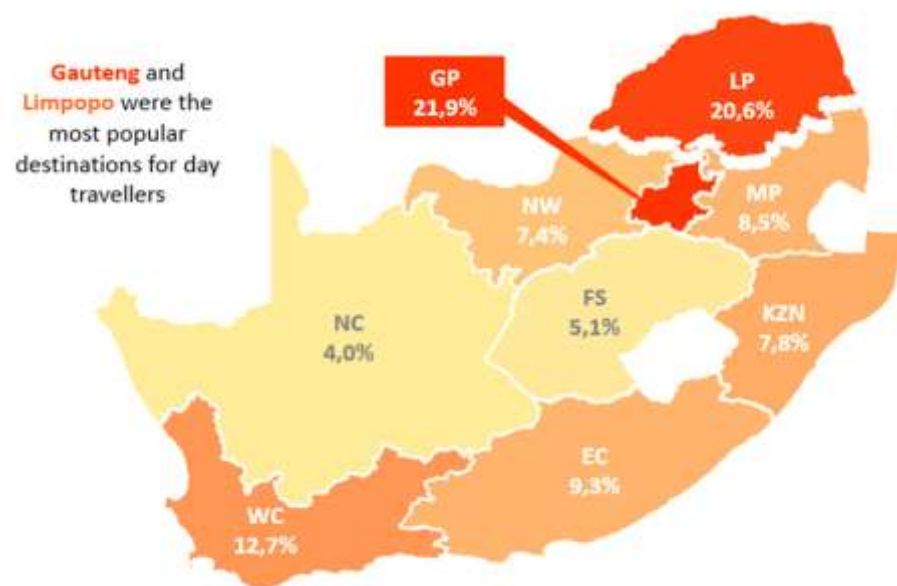 Gauteng and
Limpopo were the
most popular
destinations for day
travellers
GP
21,9%
LP
20,6%
NW
7,4%
MP
8,5%
NC
4,0%
FS
5,1%
KZN
7,8%
EC
9,3%
WC
12,7%